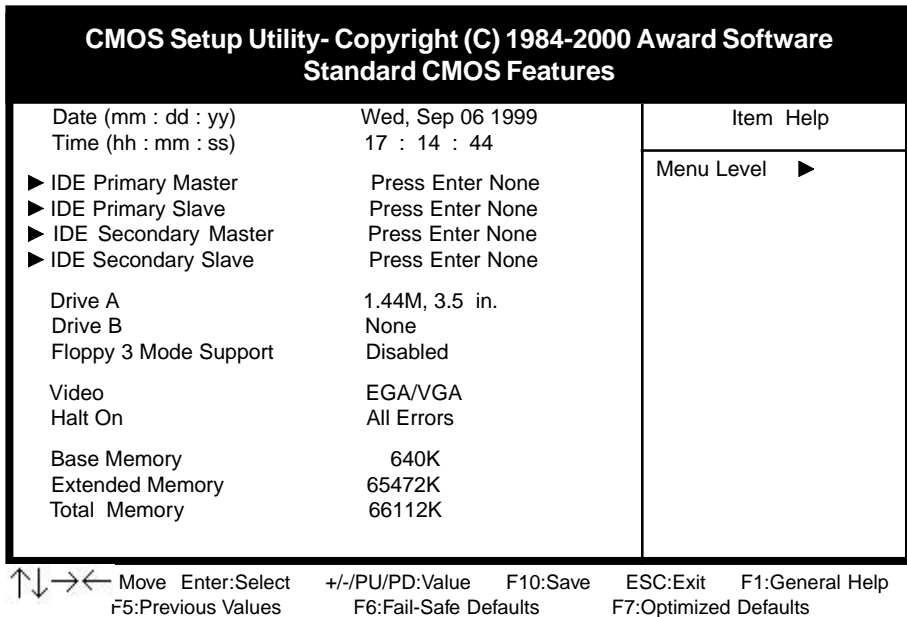 CMOS Setup Utility- Copyright (C) 1984-2000 Award Software
Standard CMOS Features
Date (mm : dd : yy) Wed, Sep 06 1999
Time (hh : mm : ss) 17 : 14 : 44
Item Help
Menu Level ▶
▶ IDE Primary Master Press Enter None
▶ IDE Primary Slave Press Enter None
▶ IDE Secondary Master Press Enter None
▶ IDE Secondary Slave Press Enter None
Drive A 1.44M, 3.5 in.
Drive B None
Floppy 3 Mode Support Disabled
Video EGA/VGA
Halt On All Errors
Base Memory 640K
Extended Memory 65472K
Total Memory 66112K
↑↓→← Move Enter:Select +/-/PU/PD:Value F10:Save ESC:Exit F1:General Help
F5:Previous Values F6:Fail-Safe Defaults F7:Optimized Defaults